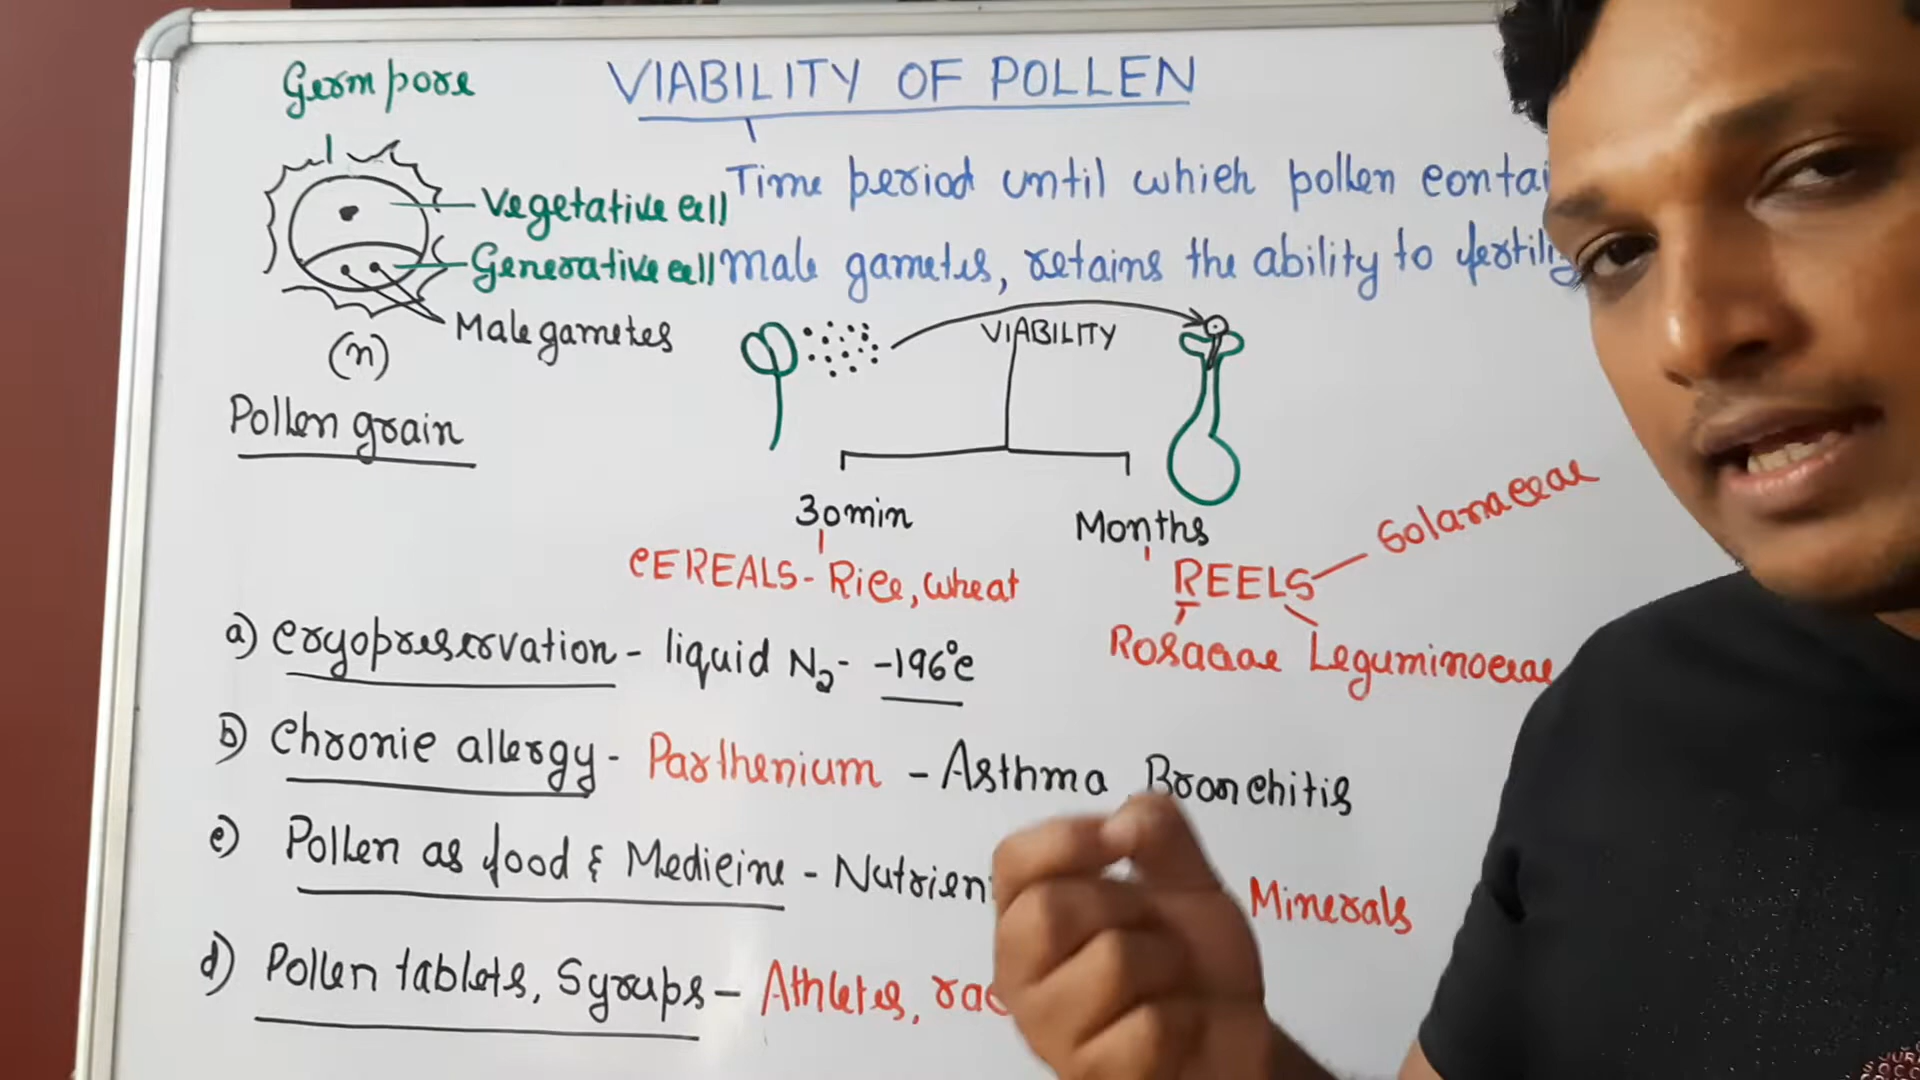 Germ pore
VIABILITY OF POLLEN
Time period until which pollen contai
Vegetative cell
Generative cell
male gametes, retains the ability to fertiliz
Male gametes
(n)
Pollen grain
VIABILITY
30min
Months
CEREALS - Rice, Wheat
REELS
Solanaceae
Rosaceae
Leguminoceae
a) Cryopreservation - liquid N2 - -196°c
b) Chronic allergy - Parthenium - Asthma, Bronchitis
c) Pollen as food & Medicine - Nutrien Minerals
d) Pollen tablets, Syrups - Athletes,